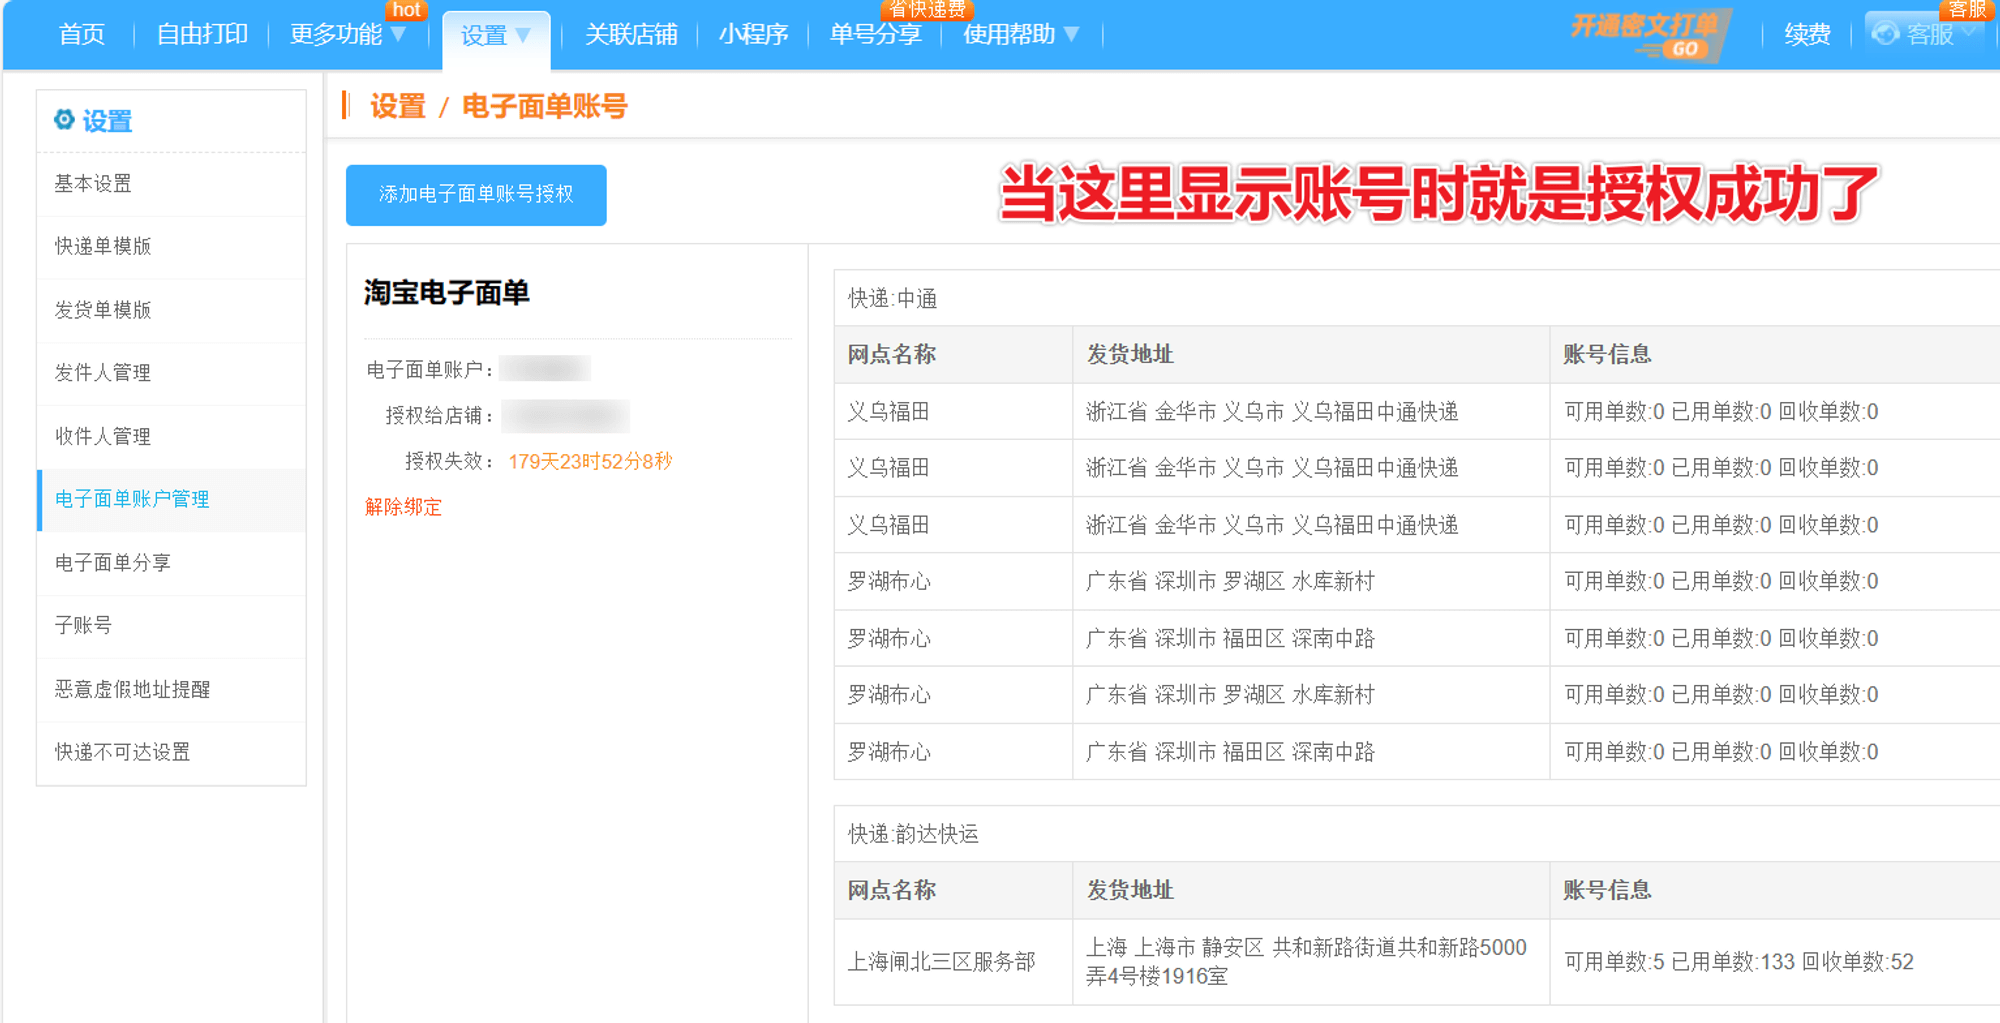 hot
省快递费
客服
首页
自由打印
更多功能
设置
关联店铺
小程序
单号分享
使用帮助
开通密文打单
GO
续费
客服
设置
基本设置
快递单模版
发货单模版
发件人管理
收件人管理
电子面单账户管理
电子面单分享
子账号
恶意虚假地址提醒
快递不可达设置
设置 / 电子面单账号
添加电子面单账号授权
当这里显示账号时就是授权成功了
淘宝电子面单
电子面单账户：
授权给店铺：
授权失效： 179天23时52分8秒
解除绑定
快递:中通
网点名称 发货地址 账号信息
义乌福田 浙江省 金华市 义乌市 义乌福田中通快递 可用单数:0 已用单数:0 回收单数:0
义乌福田 浙江省 金华市 义乌市 义乌福田中通快递 可用单数:0 已用单数:0 回收单数:0
义乌福田 浙江省 金华市 义乌市 义乌福田中通快递 可用单数:0 已用单数:0 回收单数:0
罗湖布心 广东省 深圳市 罗湖区 水库新村 可用单数:0 已用单数:0 回收单数:0
罗湖布心 广东省 深圳市 福田区 深南中路 可用单数:0 已用单数:0 回收单数:0
罗湖布心 广东省 深圳市 罗湖区 水库新村 可用单数:0 已用单数:0 回收单数:0
罗湖布心 广东省 深圳市 福田区 深南中路 可用单数:0 已用单数:0 回收单数:0
快递:韵达快运
网点名称 发货地址 账号信息
上海闸北三区服务部 上海 上海市 静安区 共和新路街道共和新路5000 可用单数:5 已用单数:133 回收单数:52
弄4号楼1916室